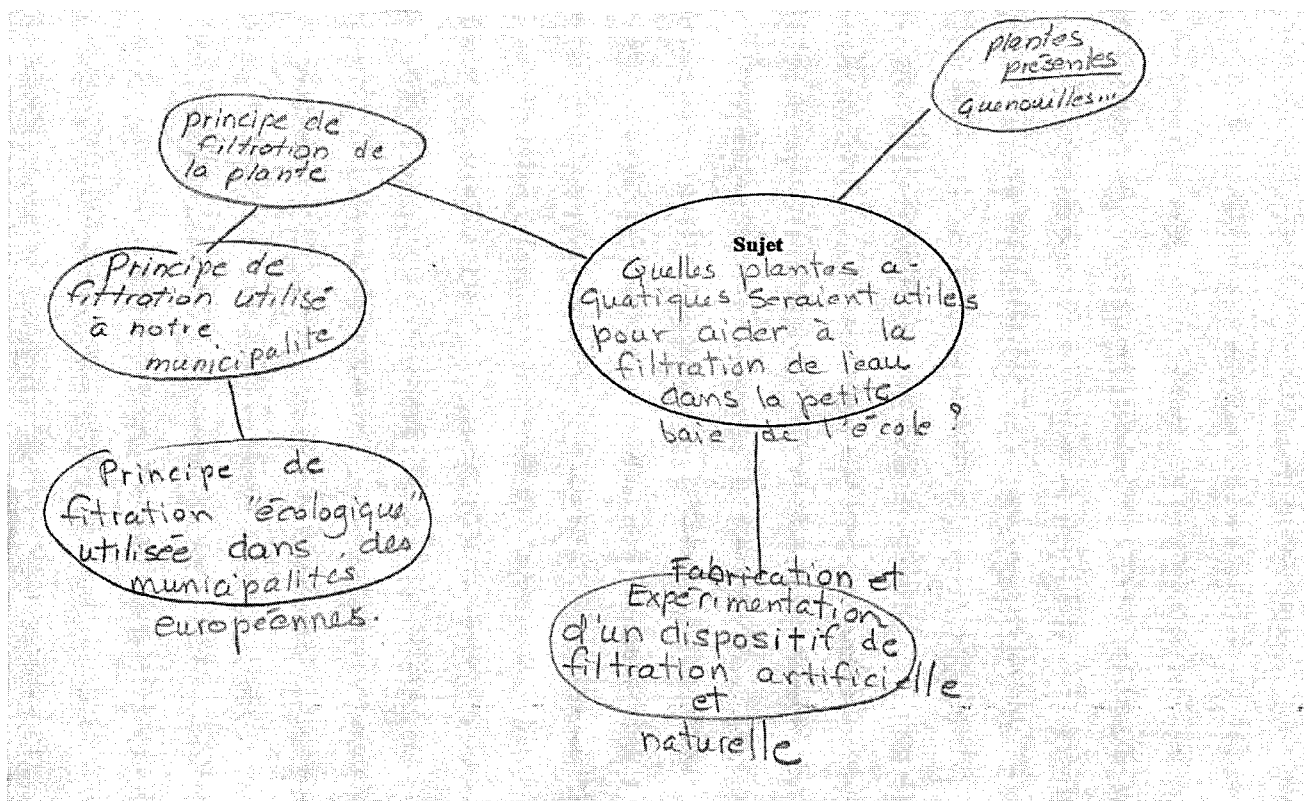 plantes
présentes
quenouilles...
principe de
filtration de
la plante
Sujet
Quelles plantes a-
quatiques seraient utiles
pour aider à la
filtration de l'eau
dans la petite
baie de l'école ?
Principe de
filtration utilisé
à notre
municipalité
Principe de
fitration "écologique"
utilisée dans des
municipalités
européennes.
Fabrication et
Expérimentation
d'un dispositif de
filtration artificielle
et
naturelle